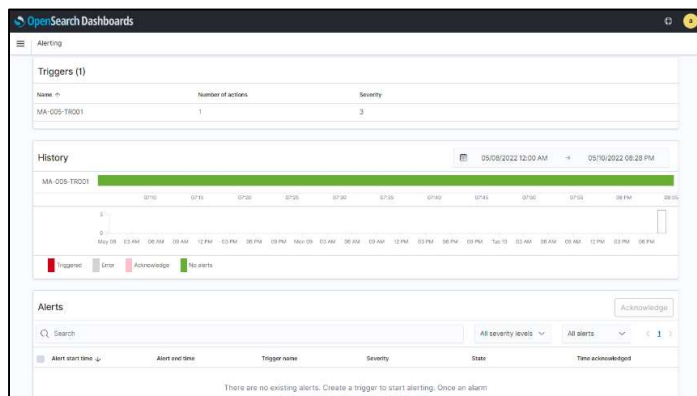 OpenSearch Dashboards
a
Alerting
Triggers (1)
Name ↑ Number of actions Severity
MA-005-TR001 1 3
History 05/08/2022 12:00 AM → 05/10/2022 08:28 PM
MA-005-TR001
07:10 07:15 07:20 07:25 07:30 07:35 07:40 07:45 07:50 07:55 08 PM 08:05
0
May 08 03 AM 06 AM 09 AM 12 PM 03 PM 06 PM 09 PM Mon 09 03 AM 06 AM 09 AM 12 PM 03 PM 06 PM 09 PM Tue 10 03 AM 06 AM 09 AM 12 PM 03 PM 06 PM
Triggered Error Acknowledge No alerts
Alerts Acknowledge
Search All severity levels All alerts < 1 >
Alert start time ↓ Alert end time Trigger name Severity State Time acknowledged
There are no existing alerts. Create a trigger to start alerting. Once an alarm